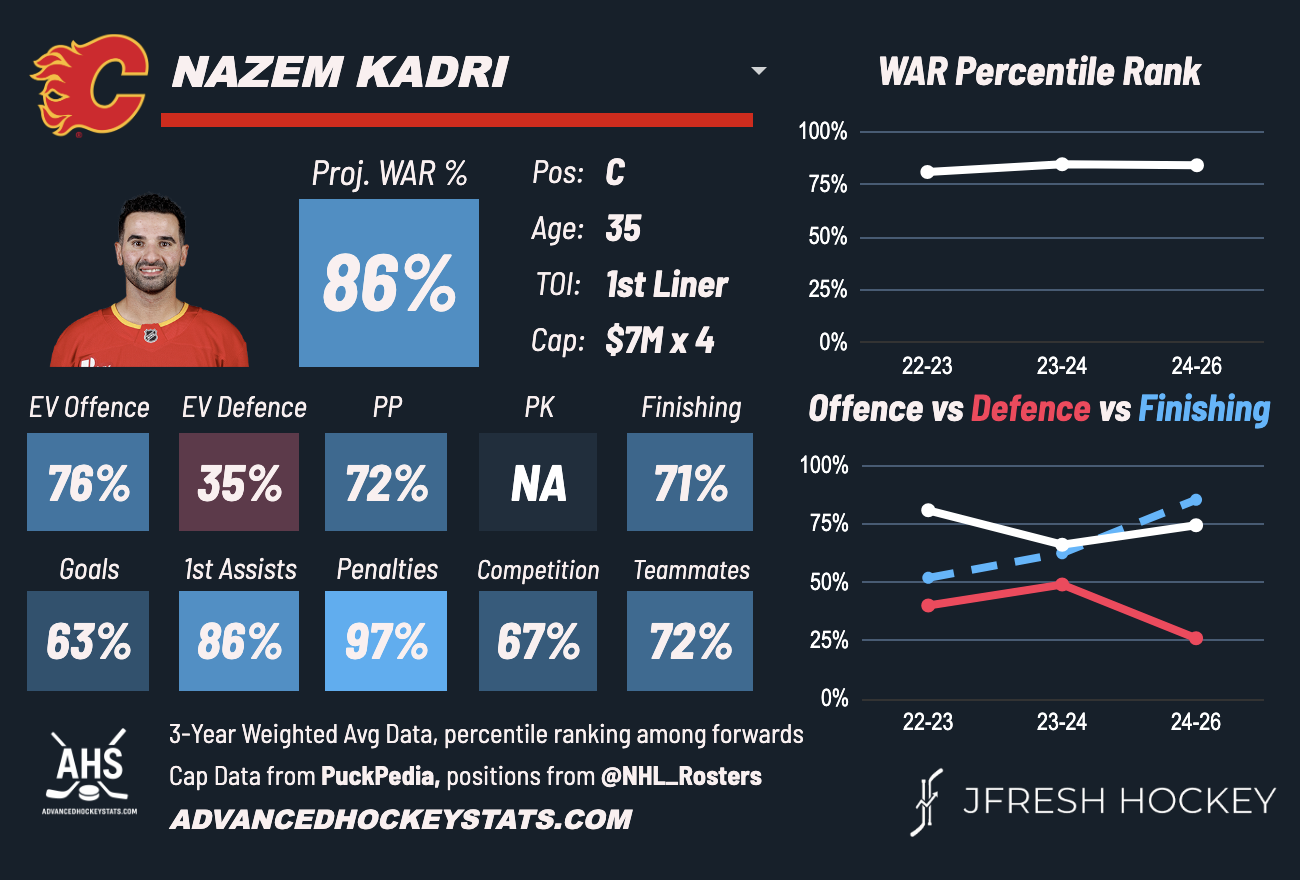 NAZEM KADRI
Proj. WAR %
86%
Pos: C
Age: 35
TOI: 1st Liner
Cap: $7M x 4
EV Offence EV Defence PP PK Finishing
76% 35% 72% NA 71%
Goals 1st Assists Penalties Competition Teammates
63% 86% 97% 67% 72%
WAR Percentile Rank
100%
75%
50%
25%
0%
22-23 23-24 24-26
Offence vs Defence vs Finishing
100%
75%
50%
25%
0%
22-23 23-24 24-26
AHS
ADVANCEDHOCKEYSTATS.COM
3-Year Weighted Avg Data, percentile ranking among forwards
Cap Data from PuckPedia, positions from @NHL_Rosters
ADVANCEDHOCKEYSTATS.COM
JFRESH HOCKEY